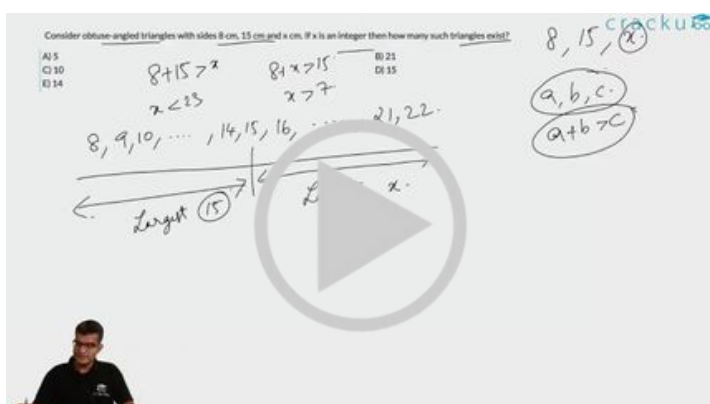 cracku
Consider obtuse-angled triangles with sides 8 cm, 15 cm and x cm. If x is an integer then how many such triangles exist?
A) 5
B) 21
C) 10
D) 15
E) 14
8, 15, x.
8+15 > x
8+x > 15
x < 23
x > 7
a, b, c.
a+b > c
8, 9, 10, ...., 14, 15, 16, ..... 21, 22.
Largest 15
x.